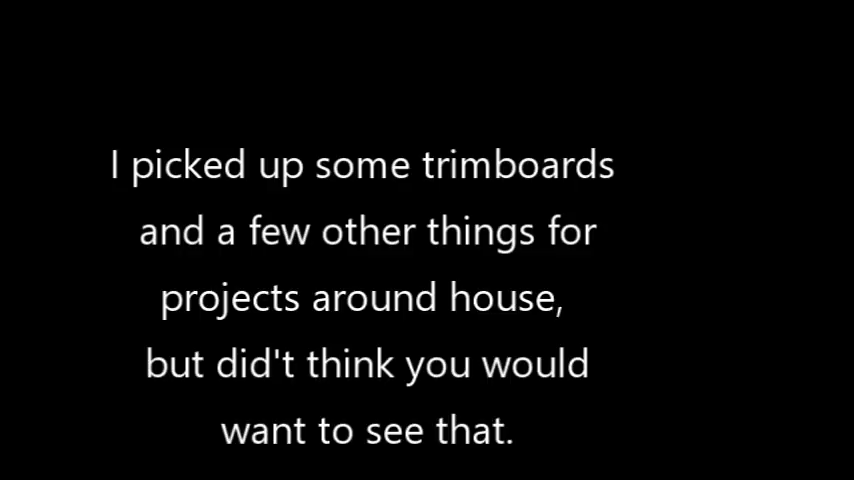 I picked up some trimboards
and a few other things for
projects around house,
but did't think you would
want to see that.